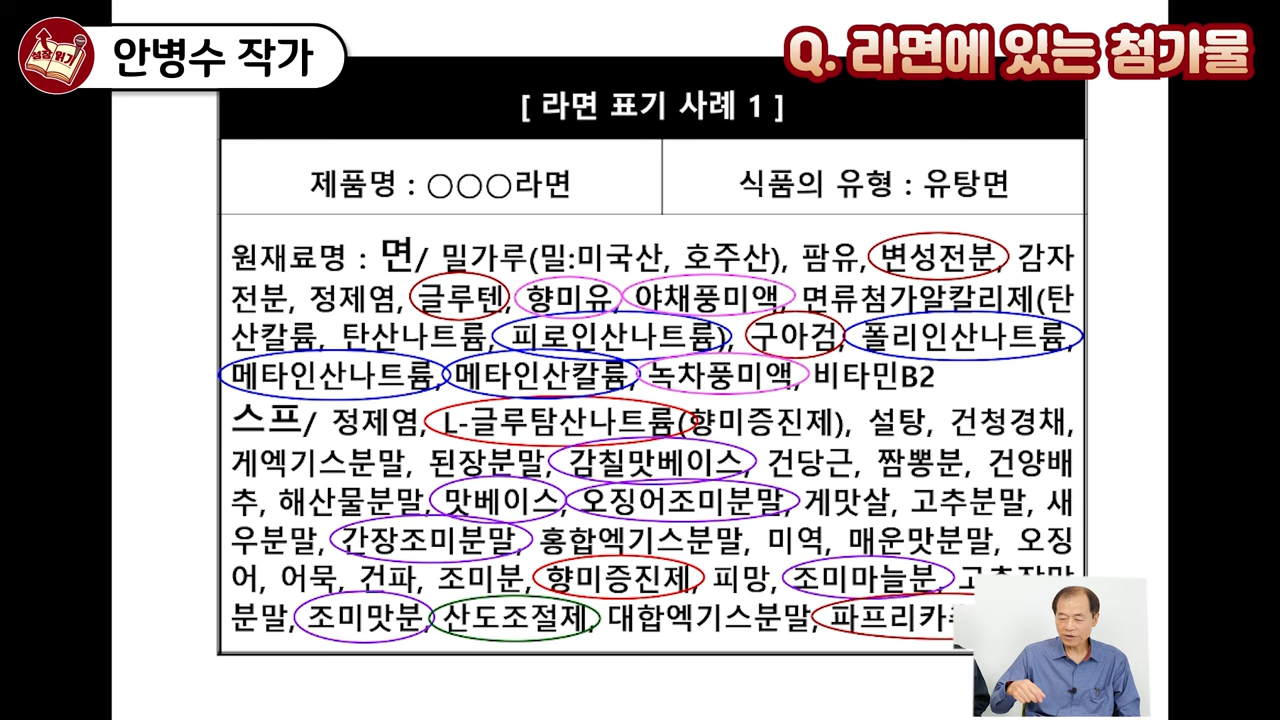 성장 읽기
안병수 작가
Q. 라면에 있는 첨가물
[ 라면 표기 사례 1 ]
제품명 : ○○○라면
식품의 유형 : 유탕면
원재료명 : 면/ 밀가루(밀:미국산, 호주산), 팜유, 변성전분, 감자
전분, 정제염, 글루텐, 향미유, 야채풍미액, 면류첨가알칼리제(탄
산칼륨, 탄산나트륨, 피로인산나트륨), 구아검, 폴리인산나트륨,
메타인산나트륨, 메타인산칼륨, 녹차풍미액, 비타민B2
스프/ 정제염, L-글루탐산나트륨(향미증진제), 설탕, 건청경채,
게엑기스분말, 된장분말, 감칠맛베이스, 건당근, 짬뽕분, 건양배
추, 해산물분말, 맛베이스, 오징어조미분말, 게맛살, 고추분말, 새
우분말, 간장조미분말, 홍합엑기스분말, 미역, 매운맛분말, 오징
어, 어묵, 건파, 조미분, 향미증진제, 피망, 조미마늘분,
분말, 조미맛분, 산도조절제, 대합엑기스분말, 파프리카